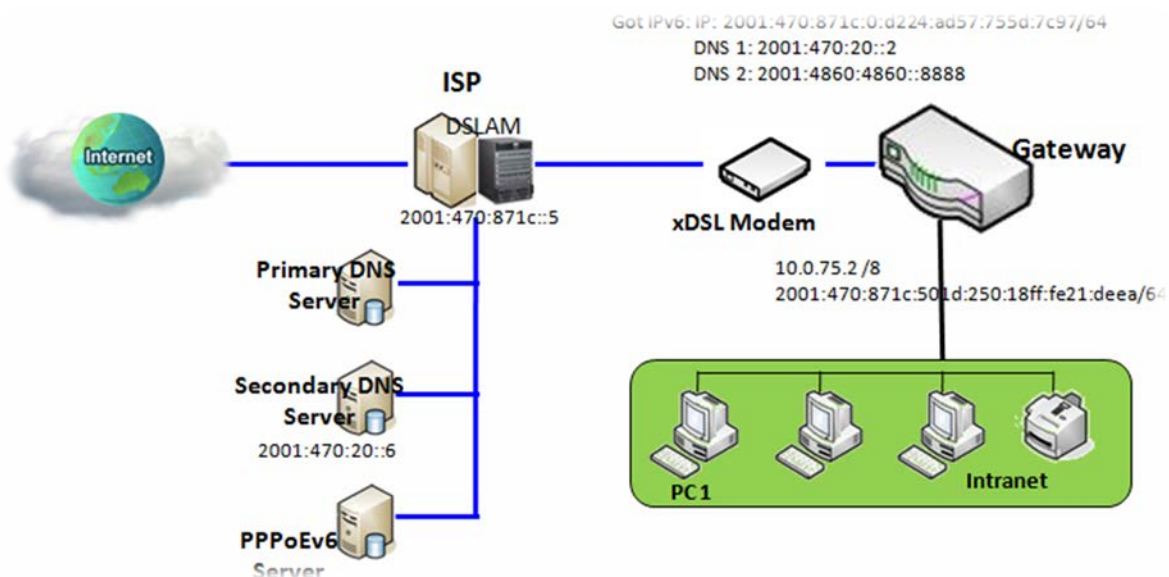 Got IPv6: IP: 2001:470:871c:0:d224:ad57:755d:7c97/64
DNS 1: 2001:470:20::2
DNS 2: 2001:4860:4860::8888
ISP
DSLAM
Internet
Gateway
2001:470:871c::5
xDSL Modem
Primary DNS
Server
10.0.75.2 /8
2001:470:871c:501d:250:18ff:fe21:deea/64
Secondary DNS
Server
2001:470:20::6
PC1
Intranet
PPPoEv6
Server